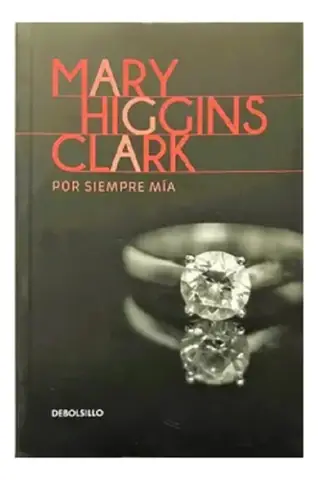 MARY
HIGGINS
CLARK
POR SIEMPRE MÍA
DEBOLSILLO